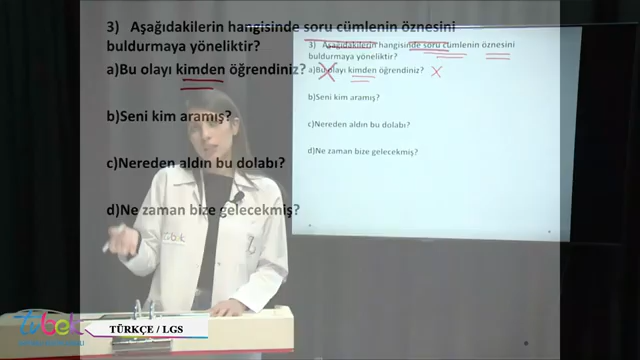 3) Aşağıdakilerin hangisinde soru cümlenin öznesini
buldurmaya yöneliktir?
a)Bu olayı kimden öğrendiniz?
b)Seni kim aramış?
c)Nereden aldın bu dolabı?
d)Ne zaman bize gelecekmiş?
3) Aşağıdakilerin hangisinde soru cümlenin öznesini
buldurmaya yöneliktir?
a)Bu olayı kimden öğrendiniz?
b)Seni kim aramış?
c)Nereden aldın bu dolabı?
d)Ne zaman bize gelecekmiş?
TÜRKÇE / LGS